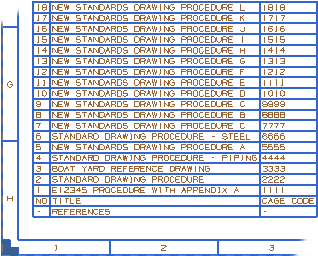 18 NEW STANDARDS DRAWING PROCEDURE L 1818
17 NEW STANDARDS DRAWING PROCEDURE K 1717
16 NEW STANDARDS DRAWING PROCEDURE J 1616
15 NEW STANDARDS DRAWING PROCEDURE I 1515
14 NEW STANDARDS DRAWING PROCEDURE H 1414
13 NEW STANDARDS DRAWING PROCEDURE G 1313
12 NEW STANDARDS DRAWING PROCEDURE F 1212
11 NEW STANDARDS DRAWING PROCEDURE E 1111
10 NEW STANDARDS DRAWING PROCEDURE D 1010
9 NEW STANDARDS DRAWING PROCEDURE C 9999
8 NEW STANDARDS DRAWING PROCEDURE B 8888
7 NEW STANDARDS DRAWING PROCEDURE C 7777
6 STANDARD DRAWING PROCEDURE - STEEL 6666
5 NEW STANDARDS DRAWING PROCEDURE A 5555
4 STANDARD DRAWING PROCEDURE - PIPING 4444
3 BOAT YARD REFERENCE DRAWING 3333
2 STANDARD DRAWING PROCEDURE 2222
1 E12345 PROCEDURE WITH APPENDIX A 1111
NO TITLE CAGE CODE
- REFERENCES -
G
H
1 2 3